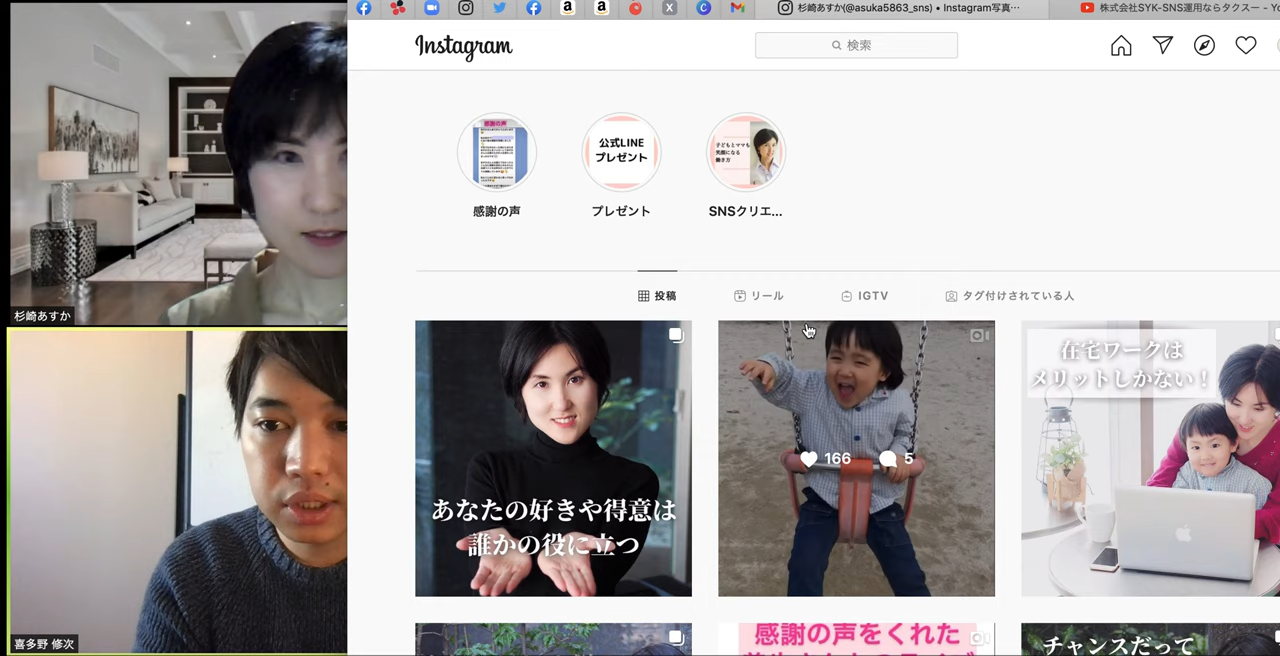 杉崎あすか(@asuka5863_sns) • Instagram写真…
株式会社SYK-SNS運用ならタクスー - Yo
Instagram
検索
感謝の声
公式LINE
プレゼント
子どもとママも
笑顔になる
働き方
感謝の声
プレゼント
SNSクリエ...
投稿
リール
IGTV
タグ付けされている人
杉崎あすか
在宅ワークは
メリットしかない！
166
5
あなたの好きや得意は
誰かの役に立つ
喜多野 修次
感謝の声をくれた
チャンスだって